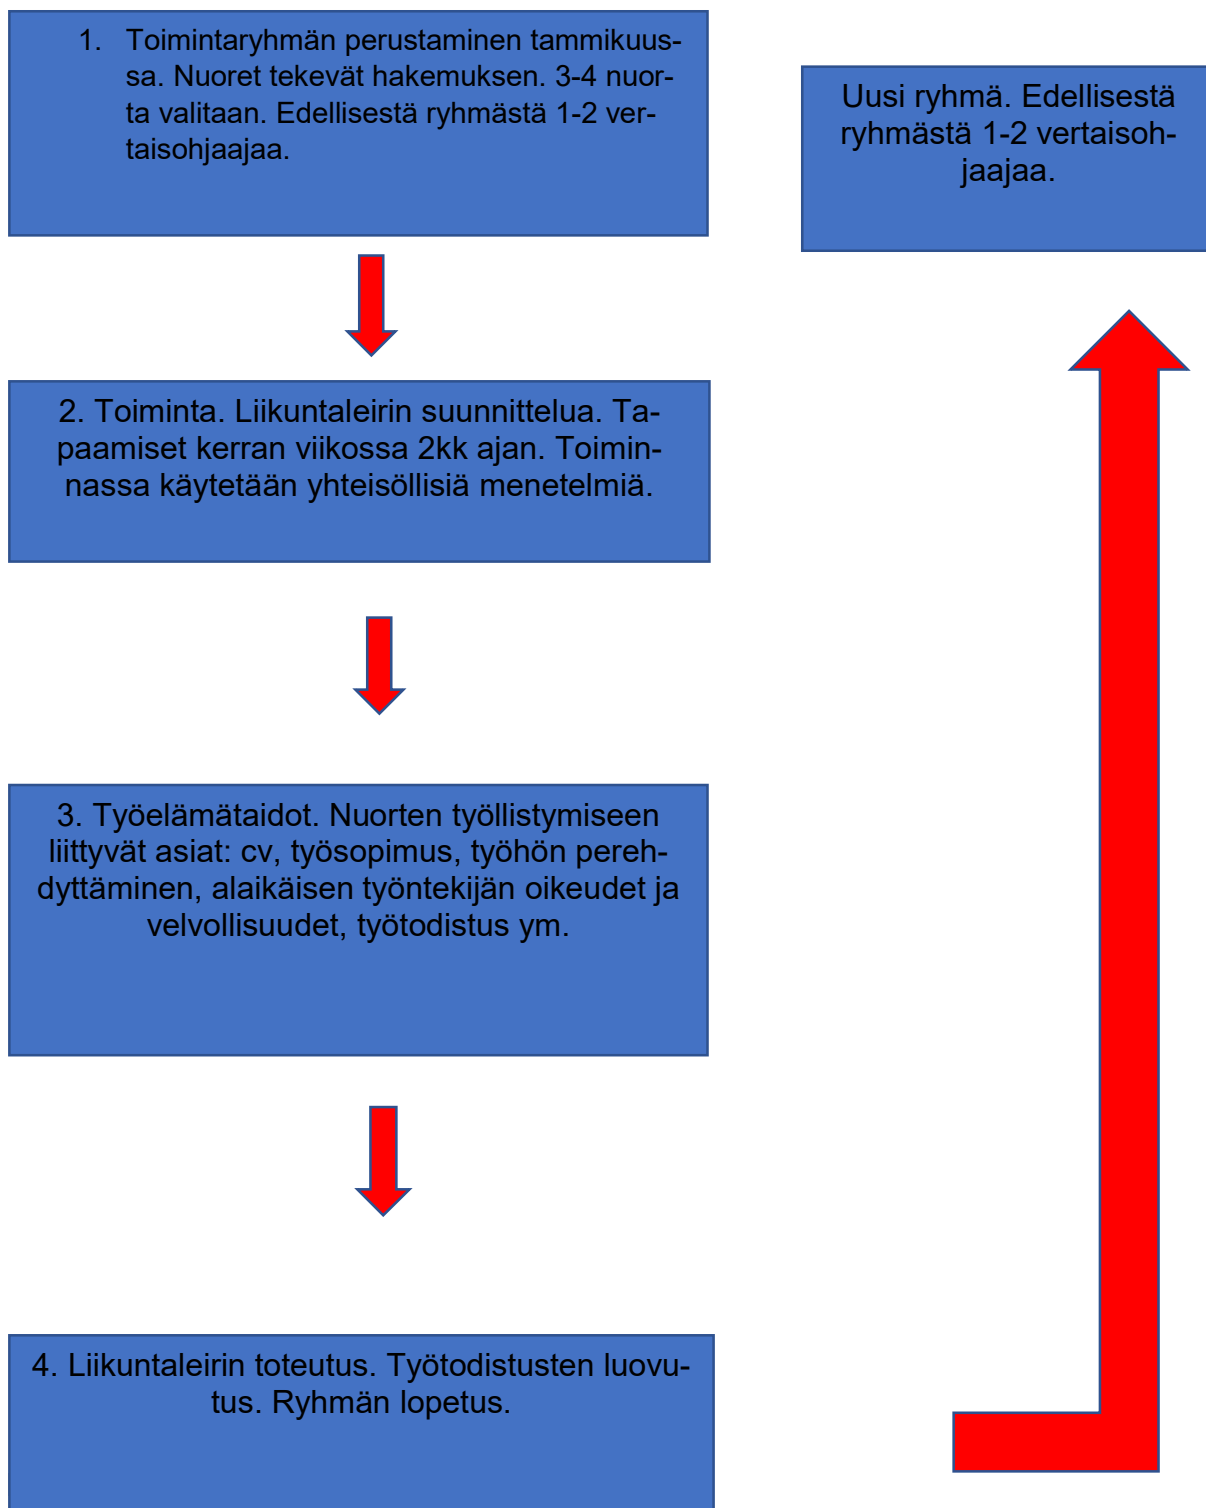 1. Toimintaryhmän perustaminen tammikuus-
sa. Nuoret tekevät hakemuksen. 3-4 nuor-
ta valitaan. Edellisestä ryhmästä 1-2 ver-
taisohjaajaa.
Uusi ryhmä. Edellisestä
ryhmästä 1-2 vertaisoh-
jaajaa.
2. Toiminta. Liikuntaleirin suunnittelua. Ta-
paamiset kerran viikossa 2kk ajan. Toimin-
nassa käytetään yhteisöllisiä menetelmiä.
3. Työelämätaidot. Nuorten työllistymiseen
liittyvät asiat: cv, työsopimus, työhön pereh-
dyttäminen, alaikäisen työntekijän oikeudet ja
velvollisuudet, työtodistus ym.
4. Liikuntaleirin toteutus. Työtodistusten luovu-
tus. Ryhmän lopetus.